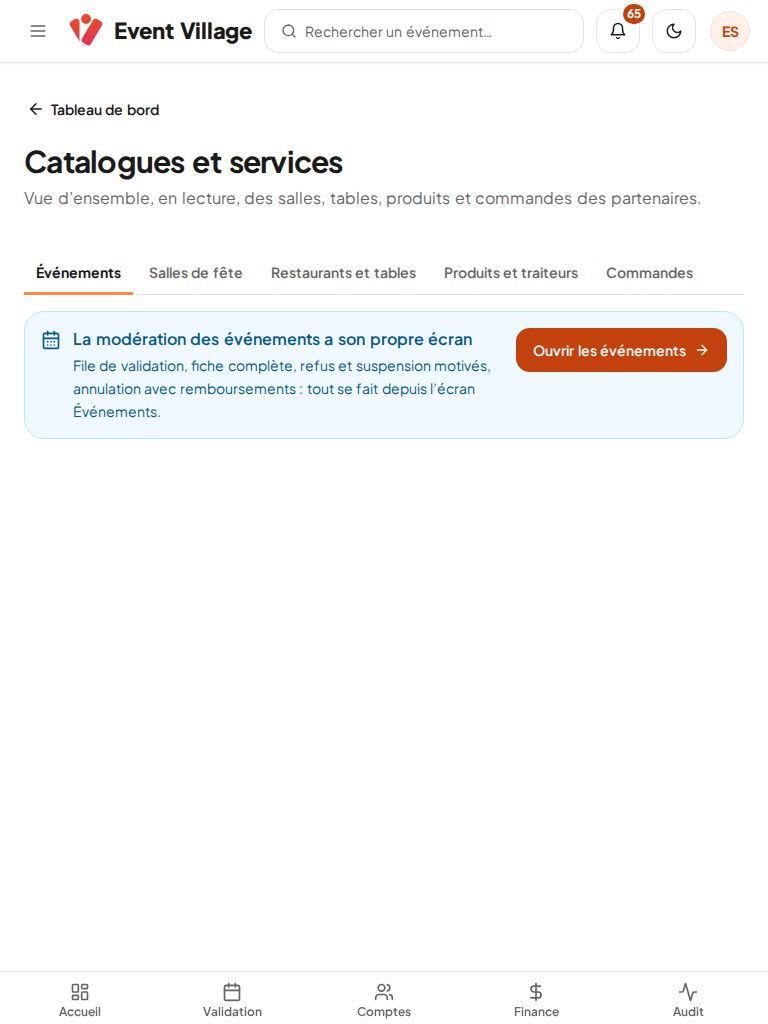 Event Village
Rechercher un événement…
65
ES
Tableau de bord
Catalogues et services
Vue d’ensemble, en lecture, des salles, tables, produits et commandes des partenaires.
Événements
Salles de fête
Restaurants et tables
Produits et traiteurs
Commandes
La modération des événements a son propre écran
File de validation, fiche complète, refus et suspension motivés,
annulation avec remboursements : tout se fait depuis l’écran
Événements.
Ouvrir les événements
Accueil
Validation
Comptes
Finance
Audit